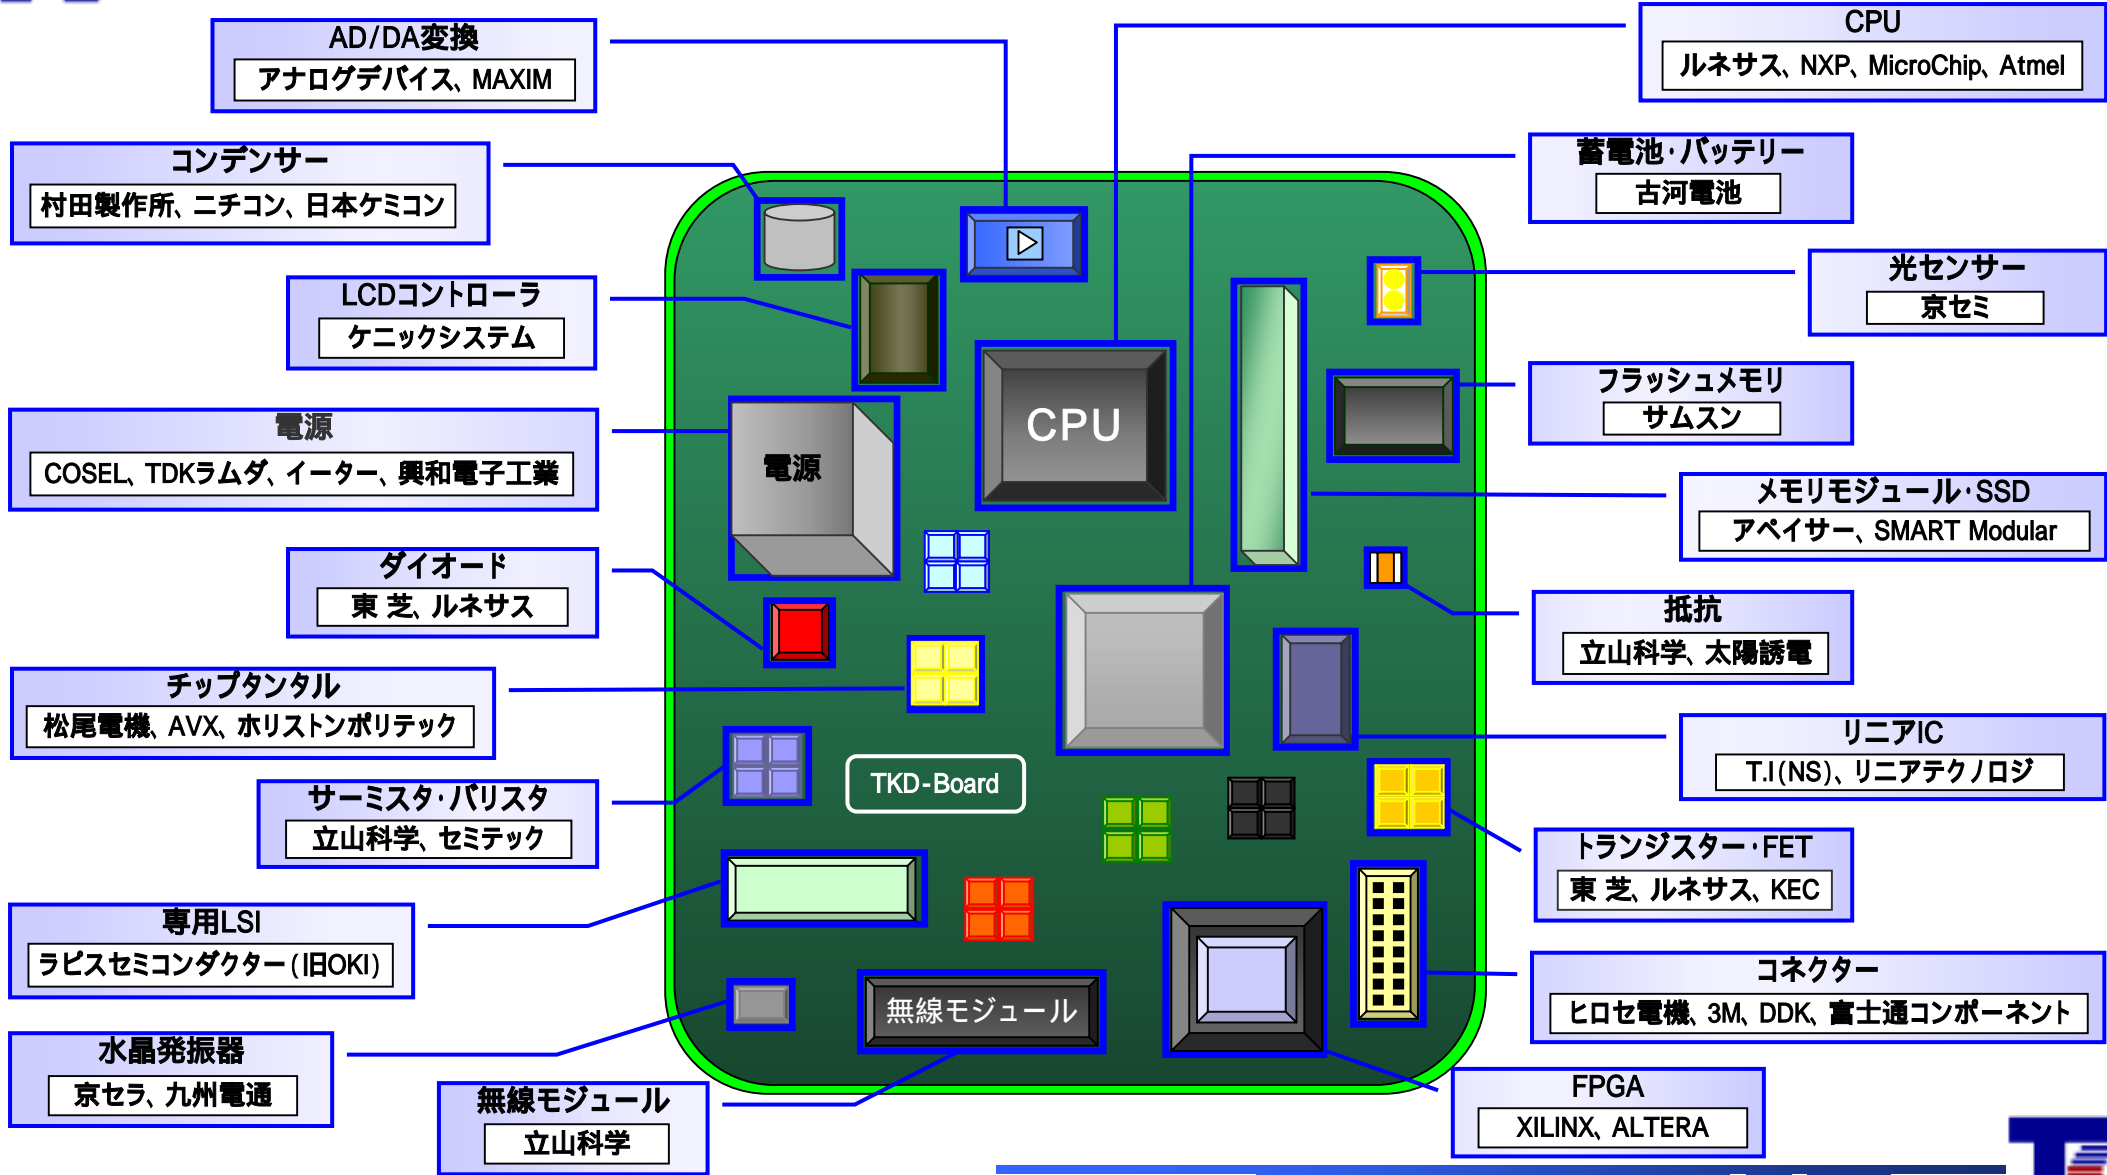 AD/DA変換
アナログデバイス、MAXIM
コンデンサー
村田製作所、ニチコン、日本ケミコン
LCDコントローラ
ケニックシステム
電源
COSEL、TDKラムダ、イーター、興和電子工業
ダイオード
東 芝、ルネサス
チップタンタル
松尾電機、AVX、ホリストンポリテック
サーミスタ・バリスタ
立山科学、セミテック
専用LSI
ラピスセミコンダクター(旧OKI)
水晶発振器
京セラ、九州電通
無線モジュール
立山科学
CPU
電源
TKD-Board
無線モジュール
CPU
ルネサス、NXP、MicroChip、Atmel
蓄電池・バッテリー
古河電池
光センサー
京セミ
フラッシュメモリ
サムスン
メモリモジュール・SSD
アペイサー、SMART Modular
抵抗
立山科学、太陽誘電
リニアIC
T.I(NS)、リニアテクノロジ
トランジスター・FET
東 芝、ルネサス、KEC
コネクター
ヒロセ電機、3M、DDK、富士通コンポーネント
FPGA
XILINX、ALTERA